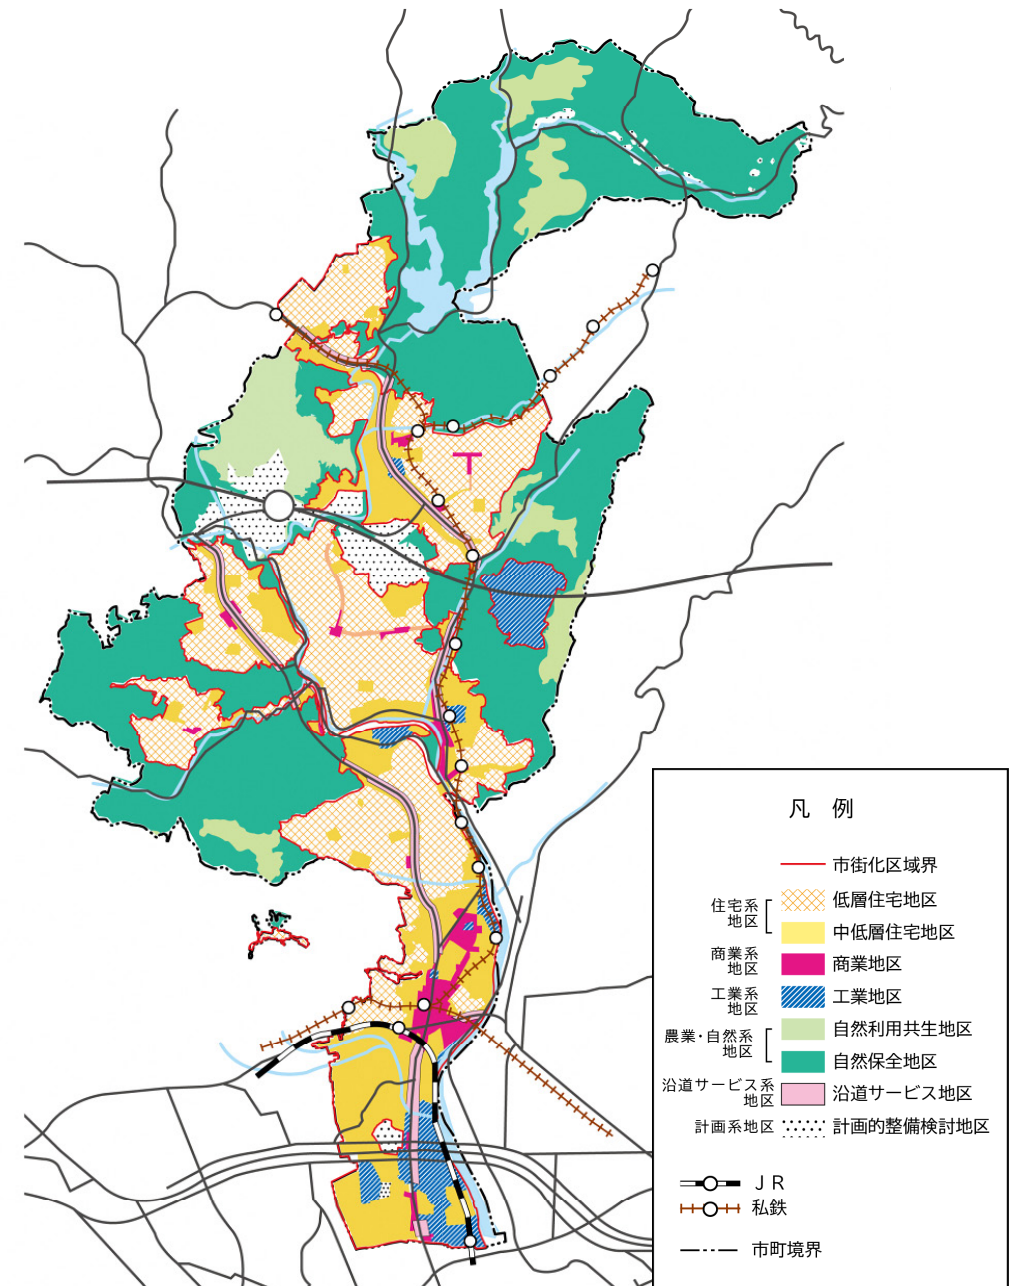 凡 例
市街化区域界
住宅系
地区
低層住宅地区
中低層住宅地区
商業系
地区
商業地区
工業系
地区
工業地区
農業・自然系
地区
自然利用共生地区
自然保全地区
沿道サービス系
地区
沿道サービス地区
計画系地区
計画的整備検討地区
ＪＲ
私鉄
市町境界